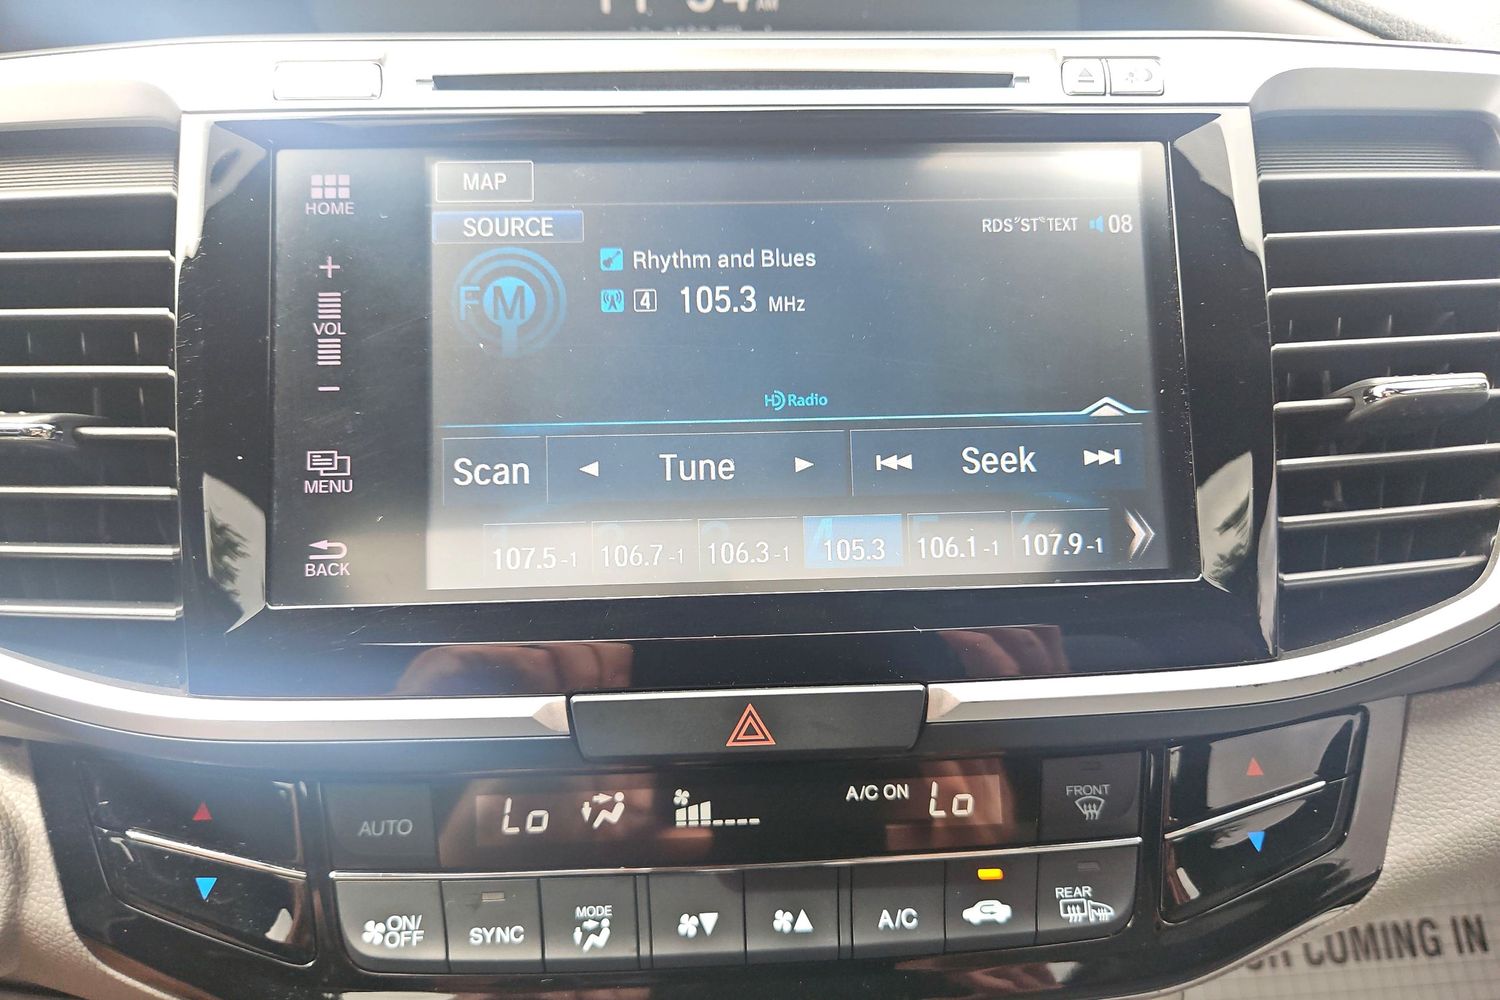 HOME
VOL
MENU
BACK
MAP
SOURCE
RDS ST TEXT 08
FM
Rhythm and Blues
4 105.3 MHz
HD Radio
Scan Tune Seek
107.5-1 106.7-1 106.3-1 4 105.3 106.1-1 107.9-1
AUTO Lo A/C ON Lo FRONT
ON/OFF SYNC MODE A/C REAR
COMING IN